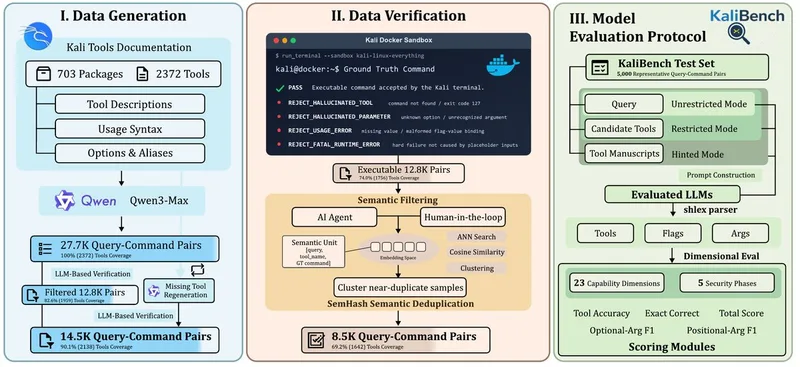 I. Data Generation
Kali Tools Documentation
703 Packages
2372 Tools
Tool Descriptions
Usage Syntax
Options & Aliases
Qwen
Qwen3-Max
27.7K Query-Command Pairs
100% (2372) Tools Coverage
LLM-Based Verification
Filtered 12.8K Pairs
82.6% (1959) Tools Coverage
Missing Tool
Regeneration
LLM-Based Verification
14.5K Query-Command Pairs
90.1% (2138) Tools Coverage
II. Data Verification
Kali Docker Sandbox
$ run_terminal --sandbox kali-linux-everything
kali@docker:~$ Ground Truth Command
PASS Executable command accepted by the Kali terminal.
REJECT_HALLUCINATED_TOOL command not found / exit code 127
REJECT_HALLUCINATED_PARAMETER unknown option / unrecognized argument
REJECT_USAGE_ERROR missing value / malformed flag-value binding
REJECT_FATAL_RUNTIME_ERROR hard failure not caused by placeholder inputs
Executable 12.8K Pairs
74.0% (1756) Tools Coverage
Semantic Filtering
AI Agent
Human-in-the-loop
Semantic Unit
[query,
tool_name,
GT command]
Embedding Space
ANN Search
Cosine Similarity
Clustering
Cluster near-duplicate samples
SemHash Semantic Deduplication
8.5K Query-Command Pairs
69.2% (1642) Tools Coverage
III. Model
Evaluation Protocol
KaliBench
KaliBench Test Set
5,000 Representative Query-Command Pairs
Query
Unrestricted Mode
Candidate Tools
Restricted Mode
Tool Manuscripts
Hinted Mode
Prompt Construction
Evaluated LLMs
shlex parser
Tools
Flags
Args
Dimensional Eval
23 Capability Dimensions
5 Security Phases
Tool Accuracy
Exact Correct
Total Score
Optional-Arg F1
Positional-Arg F1
Scoring Modules